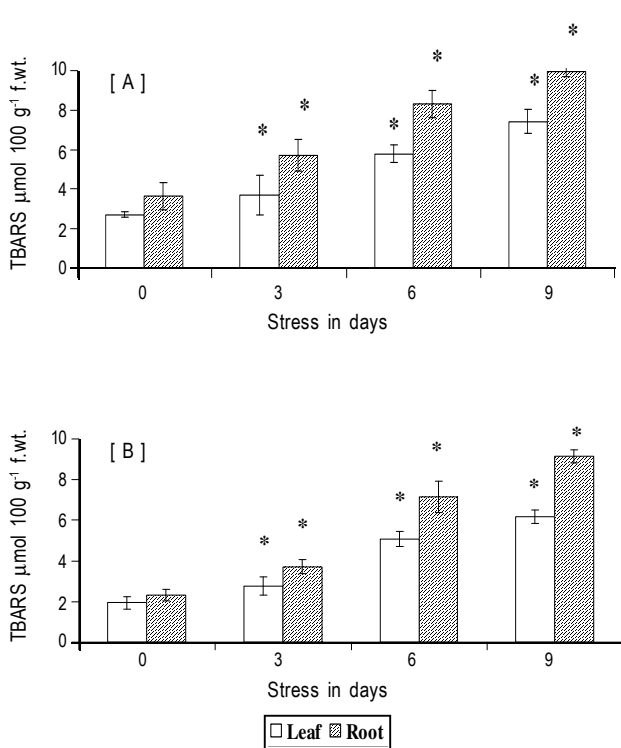 [ A ]
TBARS µmol 100 g-1 f.wt.
10
8
6
4
2
0
* * * * * *
0 3 6 9
Stress in days
[ B ]
TBARS µmol 100 g-1 f.wt.
10
8
6
4
2
0
* * * * * *
0 3 6 9
Stress in days
Leaf Root